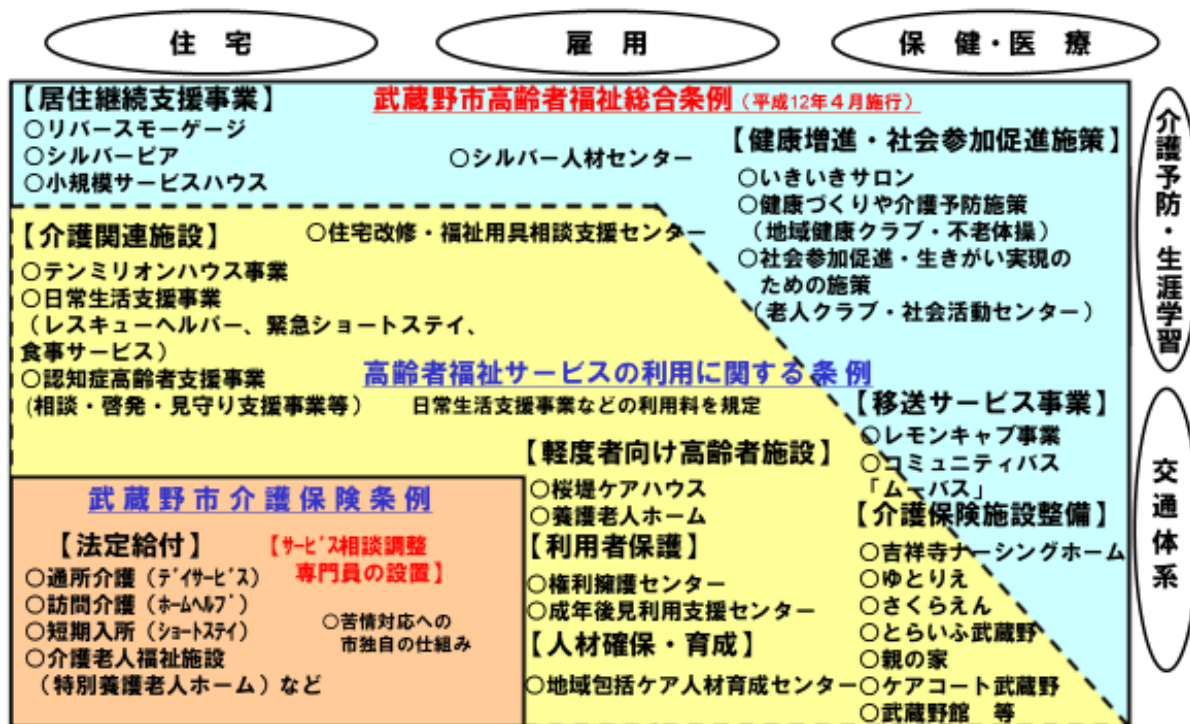 住宅
雇用
保健・医療
【居住継続支援事業】
○リバースモーゲージ
○シルバーピア
○小規模サービスハウス
武蔵野市高齢者福祉総合条例（平成12年４月施行）
○シルバー人材センター
【健康増進・社会参加促進施策】
○いきいきサロン
○健康づくりや介護予防施策
（地域健康クラブ・不老体操）
○社会参加促進・生きがい実現の
ための施策
（老人クラブ・社会活動センター）
介護予防・生涯学習
【介護関連施設】
○住宅改修・福祉用具相談支援センター
○テンミリオンハウス事業
○日常生活支援事業
（レスキューヘルパー、緊急ショートステイ、
食事サービス）
○認知症高齢者支援事業
(相談・啓発・見守り支援事業等）
高齢者福祉サービスの利用に関する条例
日常生活支援事業などの利用料を規定
【移送サービス事業】
○レモンキャブ事業
○コミュニティバス
「ムーバス」
交通体系
【軽度者向け高齢者施設】
○桜堤ケアハウス
○養護老人ホーム
【利用者保護】
○権利擁護センター
○成年後見利用支援センター
【人材確保・育成】
○地域包括ケア人材育成センター
【介護保険施設整備】
○吉祥寺ナーシングホーム
○ゆとりえ
○さくらえん
○とらいふ武蔵野
○親の家
○ケアコート武蔵野
○武蔵野館　等
武蔵野市介護保険条例
【法定給付】
○通所介護（ﾃﾞｲｻｰﾋﾞｽ）
○訪問介護（ﾎｰﾑﾍﾙﾌﾟ）
○短期入所（ｼｮｰﾄｽﾃｲ）
○介護老人福祉施設
（特別養護老人ホーム）など
【ｻｰﾋﾞｽ相談調整
専門員の設置】
○苦情対応への
市独自の仕組み